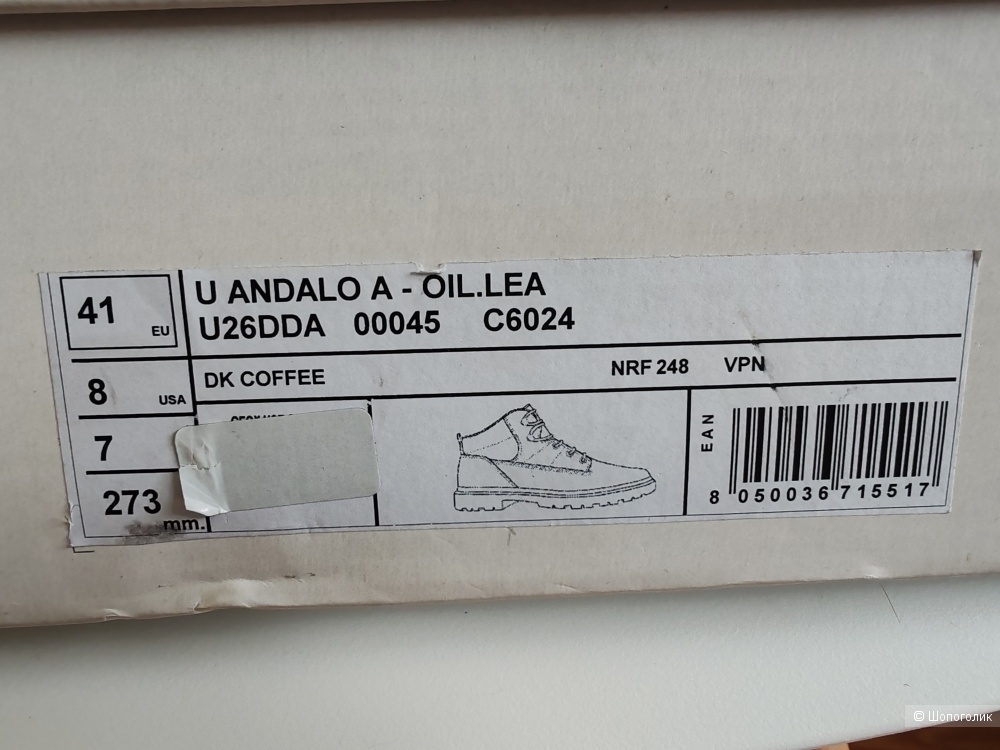 41 EU
U ANDALO A - OIL.LEA
U26DDA 00045 C6024
8 USA
DK COFFEE NRF 248 VPN
7
273 mm.
EAN
8 050036 715517
© Шопоголик